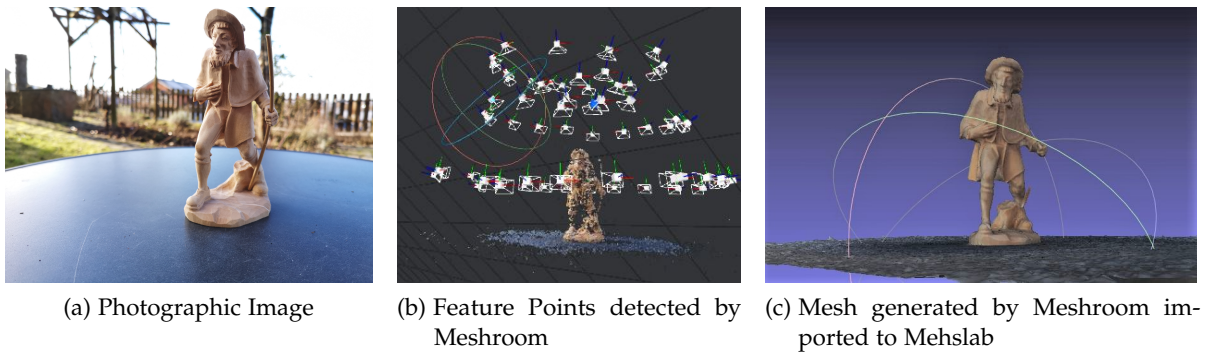 (a) Photographic Image
(b) Feature Points detected by
Meshroom
(c) Mesh generated by Meshroom im-
ported to Mehslab